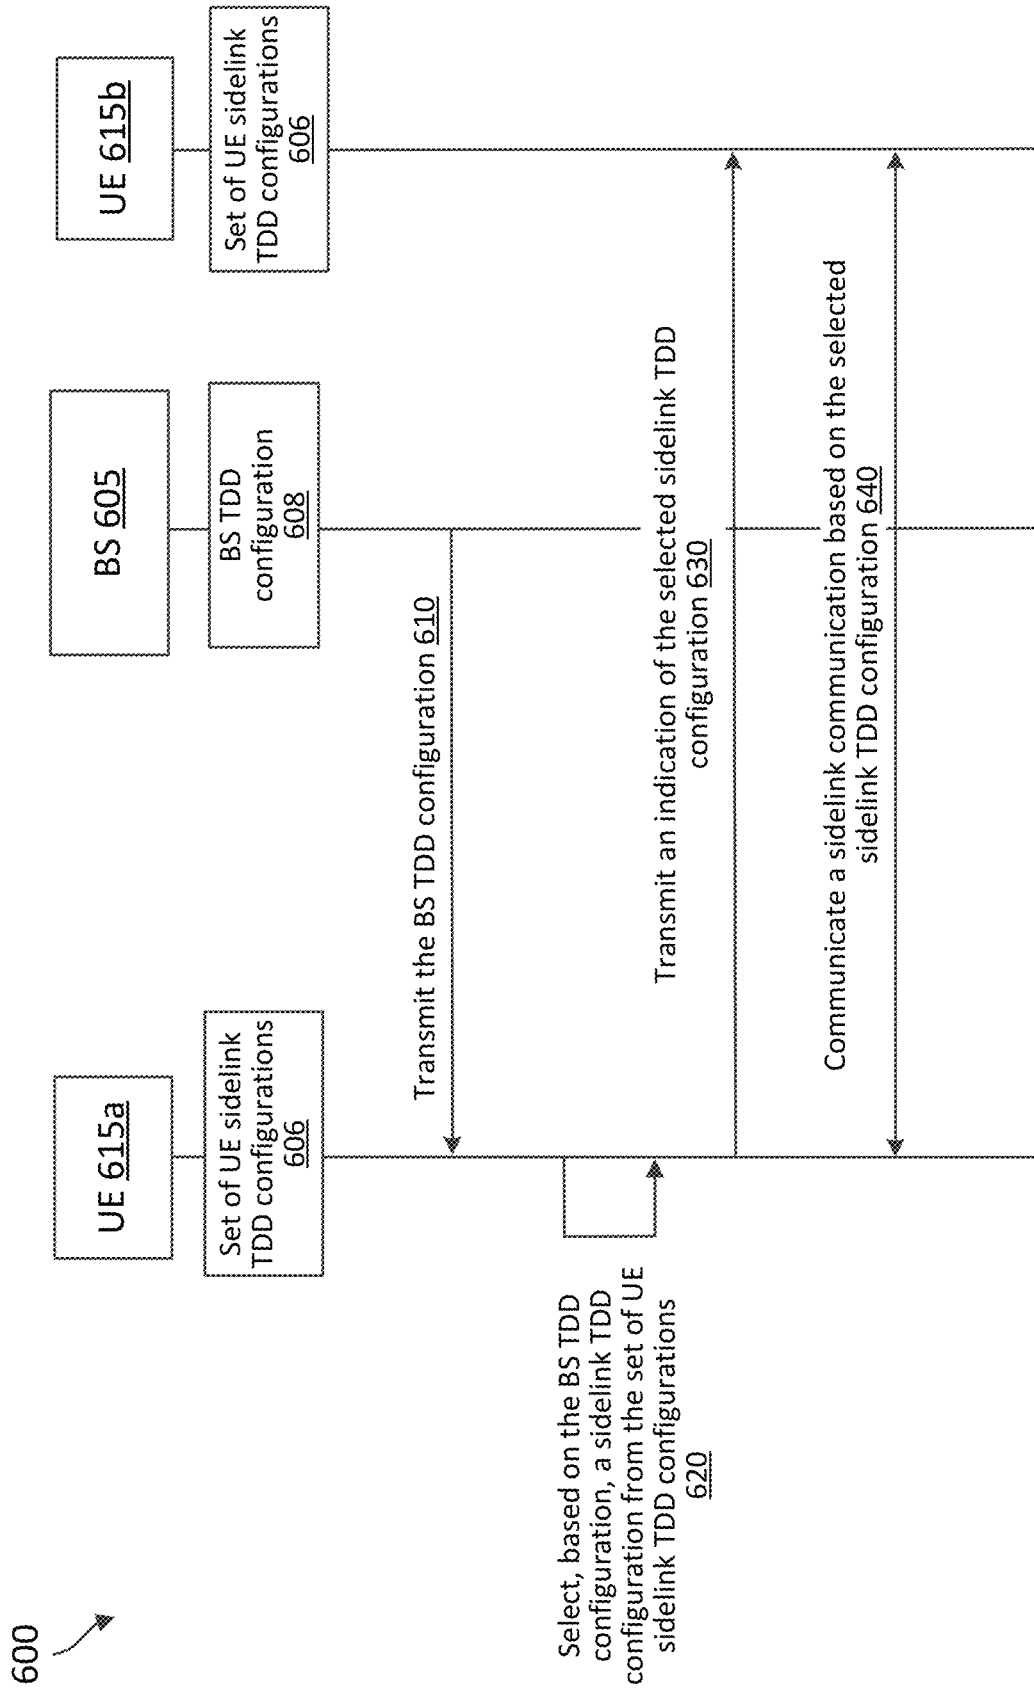 600
UE 615a
BS 605
UE 615b
Set of UE sidelink
TDD configurations
606
BS TDD
configuration
608
Set of UE sidelink
TDD configurations
606
Transmit the BS TDD configuration 610
Select, based on the BS TDD
configuration, a sidelink TDD
configuration from the set of UE
sidelink TDD configurations
620
Transmit an indication of the selected sidelink TDD
configuration 630
Communicate a sidelink communication based on the selected
sidelink TDD configuration 640